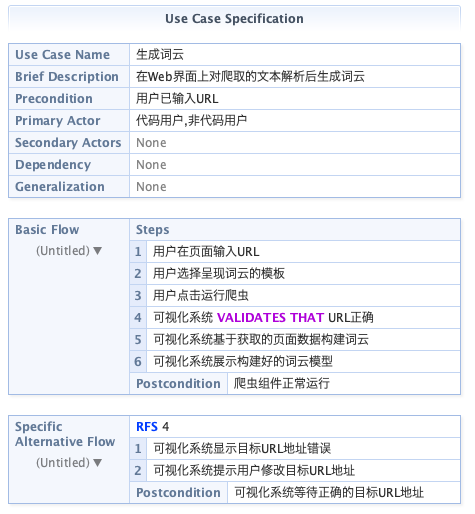 Use Case Specification
Use Case Name 生成词云
Brief Description 在Web界面上对爬取的文本解析后生成词云
Precondition 用户已输入URL
Primary Actor 代码用户,非代码用户
Secondary Actors None
Dependency None
Generalization None
Basic Flow Steps
(Untitled) ▼
1 用户在页面输入URL
2 用户选择呈现词云的模板
3 用户点击运行爬虫
4 可视化系统 VALIDATES THAT URL正确
5 可视化系统基于获取的页面数据构建词云
6 可视化系统展示构建好的词云模型
Postcondition 爬虫组件正常运行
Specific Alternative Flow RFS 4
(Untitled) ▼
1 可视化系统显示目标URL地址错误
2 可视化系统提示用户修改目标URL地址
Postcondition 可视化系统等待正确的目标URL地址